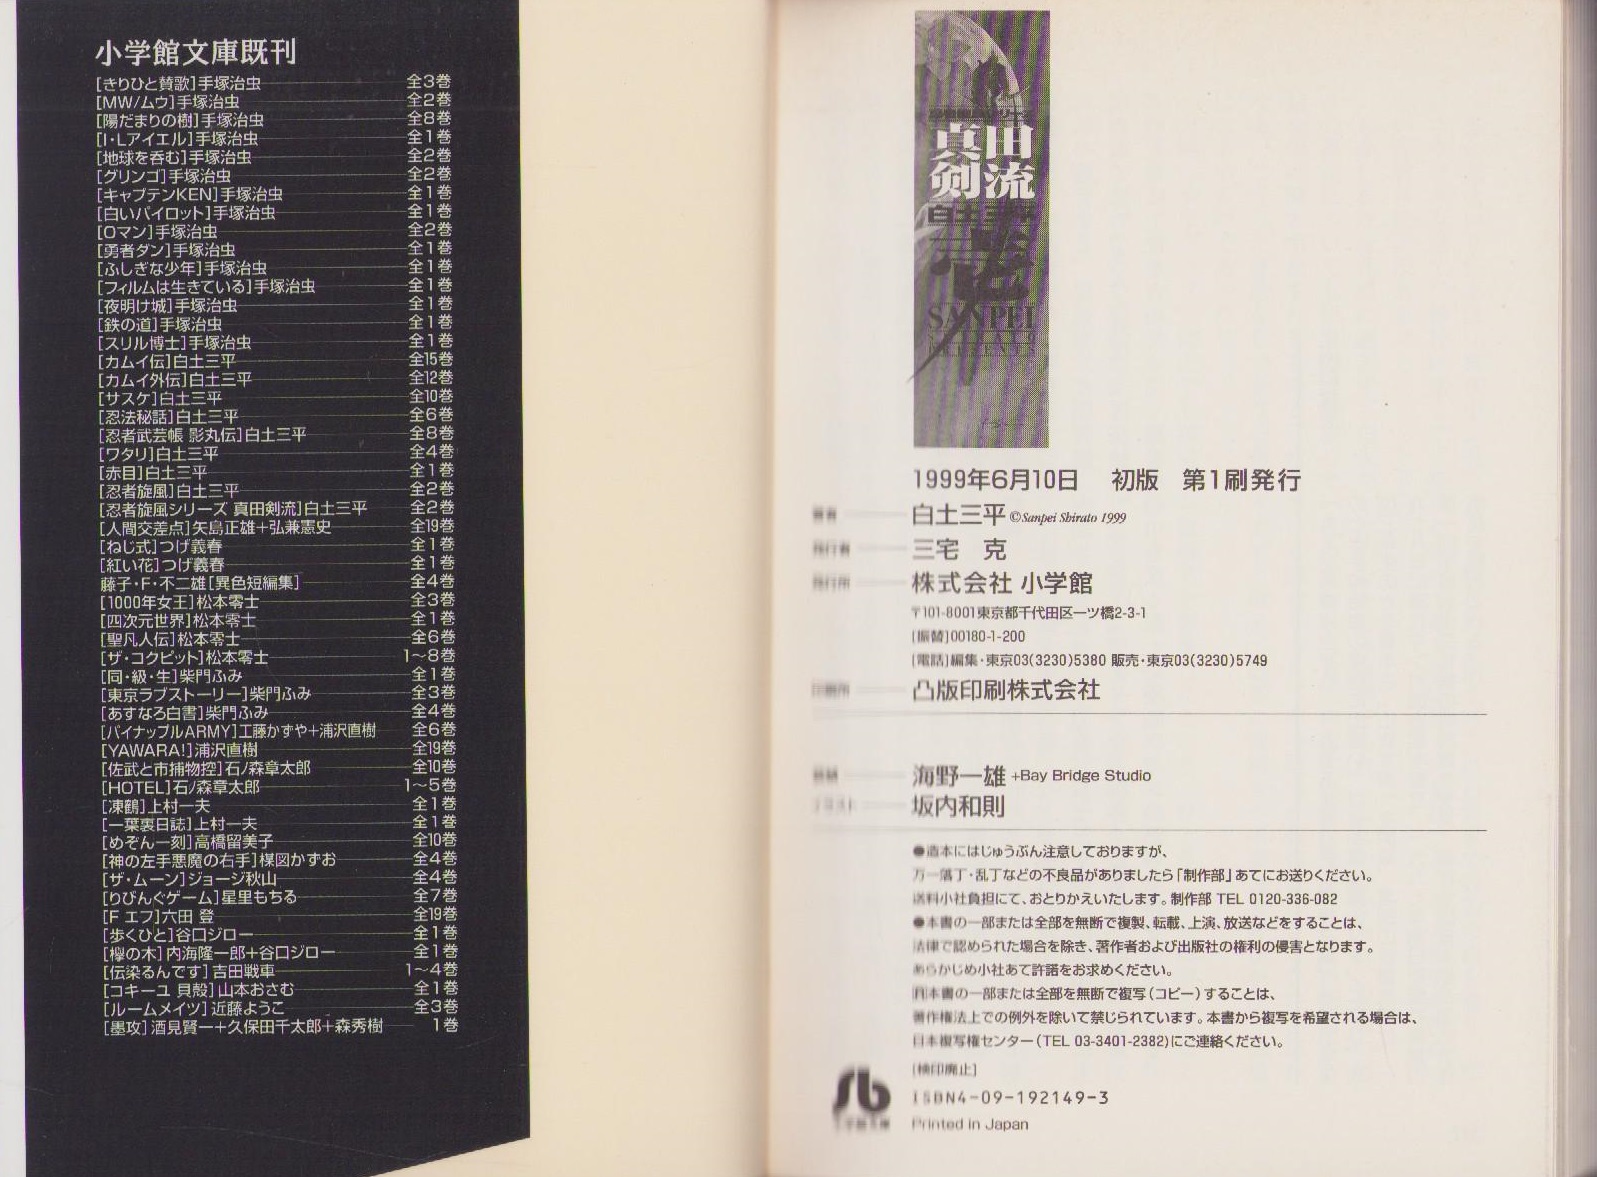 小学館文庫既刊
[きりひと賛歌]手塚治虫 全3巻
[MW/ムウ]手塚治虫 全2巻
[陽だまりの樹]手塚治虫 全8巻
[I・Lアイエル]手塚治虫 全1巻
[地球を呑む]手塚治虫 全2巻
[グリンゴ]手塚治虫 全2巻
[キャプテンKEN]手塚治虫 全1巻
[白いパイロット]手塚治虫 全1巻
[0マン]手塚治虫 全2巻
[勇者ダン]手塚治虫 全1巻
[ふしぎな少年]手塚治虫 全1巻
[フィルムは生きている]手塚治虫 全1巻
[夜明け城]手塚治虫 全1巻
[鉄の道]手塚治虫 全1巻
[スリル博士]手塚治虫 全1巻
[カムイ伝]白土三平 全15巻
[カムイ外伝]白土三平 全12巻
[サスケ]白土三平 全10巻
[忍法秘話]白土三平 全6巻
[忍者武芸帳 影丸伝]白土三平 全8巻
[ワタリ]白土三平 全4巻
[赤目]白土三平 全1巻
[忍者旋風]白土三平 全2巻
[忍者旋風シリーズ 真田剣流]白土三平 全2巻
[人間交差点]矢島正雄+弘兼憲史 全19巻
[ねじ式]つげ義春 全1巻
[紅い花]つげ義春 全1巻
藤子・F・不二雄[異色短編集] 全4巻
[1000年女王]松本零士 全3巻
[四次元世界]松本零士 全1巻
[聖凡人伝]松本零士 全6巻
[ザ・コクピット]松本零士 1〜8巻
[同・級・生]柴門ふみ 全1巻
[東京ラブストーリー]柴門ふみ 全3巻
[あすなろ白書]柴門ふみ 全4巻
[パイナップルARMY]工藤かずや+浦沢直樹 全6巻
[YAWARA!]浦沢直樹 全19巻
[佐武と市捕物控]石ノ森章太郎 全10巻
[HOTEL]石ノ森章太郎 1〜5巻
[凍鶴]上村一夫 全1巻
[一葉裏日誌]上村一夫 全1巻
[めぞん一刻]高橋留美子 全10巻
[神の左手悪魔の右手]楳図かずお 全4巻
[ザ・ムーン]ジョージ秋山 全4巻
[りびんぐゲーム]星里もちる 全7巻
[F エフ]六田 登 全19巻
[歩くひと]谷口ジロー 全1巻
[欅の木]内海隆一郎+谷口ジロー 全1巻
[伝染るんです]吉田戦車 1〜4巻
[コキーユ 貝殻]山本おさむ 全1巻
[ルームメイツ]近藤ようこ 全3巻
[墨攻]酒見賢一+久保田千太郎+森秀樹 1巻
真田
剣流
白土三平
SANPEI
1999年6月10日 初版 第1刷発行
著者 白土三平 ©Sanpei Shirato 1999
発行者 三宅 克
発行所 株式会社 小学館
〒101-8001東京都千代田区一ツ橋2-3-1
[振替]00180-1-200
[電話]編集・東京03(3230)5380 販売・東京03(3230)5749
印刷所 凸版印刷株式会社
海野一雄 +Bay Bridge Studio
イラスト 坂内和則
●造本にはじゅうぶん注意しておりますが、
万一落丁・乱丁などの不良品がありましたら「制作部」あてにお送りください。
送料小社負担にて、おとりかえいたします。制作部 TEL 0120-336-082
●本書の一部または全部を無断で複製、転載、上演、放送などをすることは、
法律で認められた場合を除き、著作者および出版社の権利の侵害となります。
あらかじめ小社あて許諾をお求めください。
●本書の一部または全部を無断で複写(コピー)することは、
著作権法上での例外を除いて禁じられています。本書から複写を希望される場合は、
日本複写権センター(TEL 03-3401-2382)にご連絡ください。
[検印廃止]
ISBN4-09-192149-3
Printed in Japan
小学館文庫